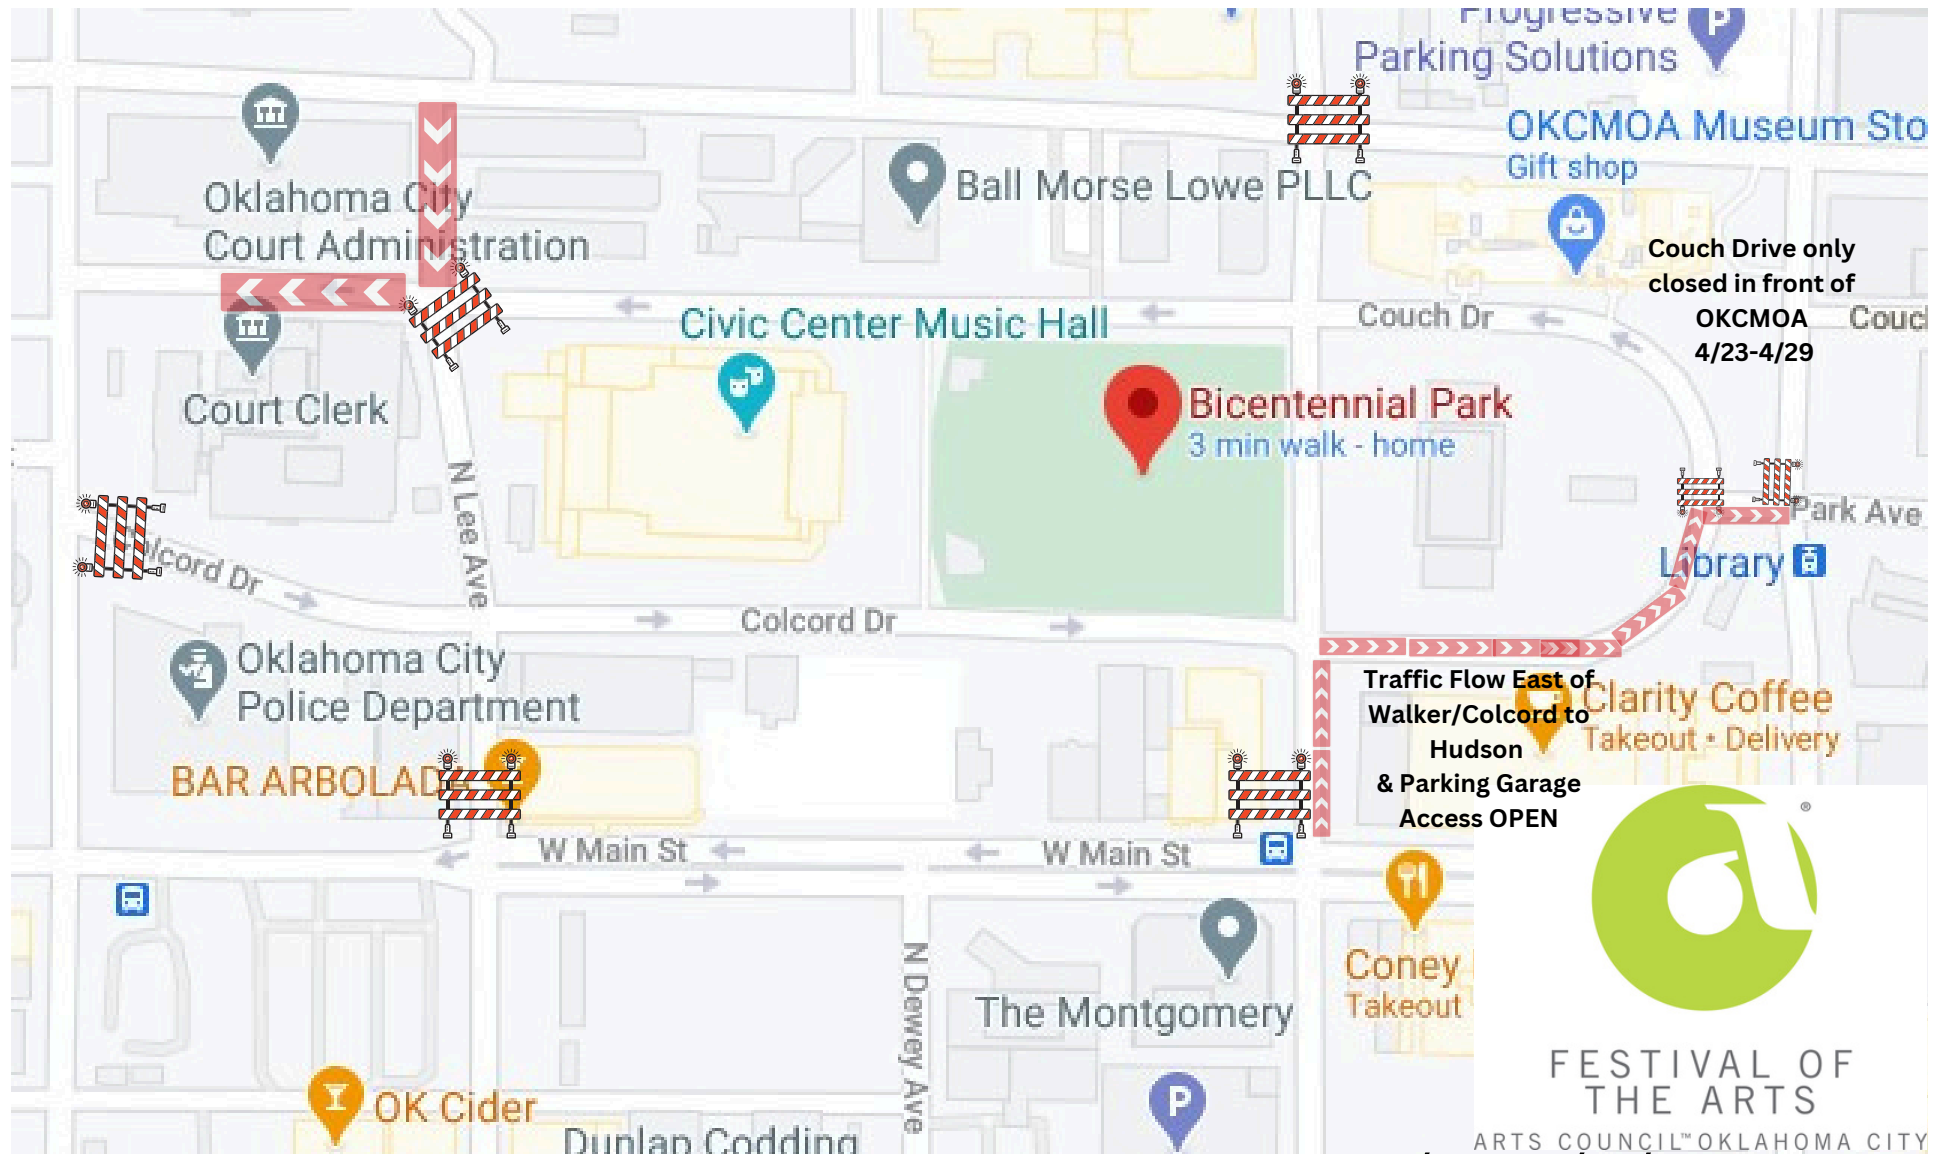 Progressive
Parking Solutions
P
OKCMOA Museum Sto
Gift shop
Oklahoma City
Court Administration
Ball Morse Lowe PLLC
Couch Drive only
closed in front of
OKCMOA
4/23-4/29
Civic Center Music Hall
Couch Dr
Couc
Court Clerk
Bicentennial Park
3 min walk - home
N Lee Ave
Park Ave
Colcord Dr
Library
Colcord Dr
Oklahoma City
Police Department
Traffic Flow East of
Walker/Colcord to
Hudson
& Parking Garage
Access OPEN
Clarity Coffee
Takeout • Delivery
BAR ARBOLADA
W Main St
W Main St
®
Coney
Takeout
The Montgomery
N Dewey Ave
P
OK Cider
Dunlap Codding
FESTIVAL OF
THE ARTS
ARTS COUNCIL™ OKLAHOMA CITY